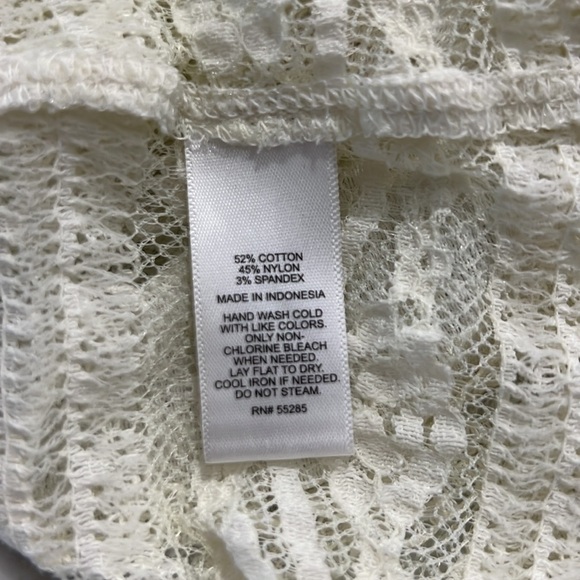 52% COTTON
45% NYLON
3% SPANDEX
MADE IN INDONESIA
HAND WASH COLD
WITH LIKE COLORS.
ONLY NON-
CHLORINE BLEACH
WHEN NEEDED.
LAY FLAT TO DRY.
COOL IRON IF NEEDED.
DO NOT STEAM.
RN# 55285